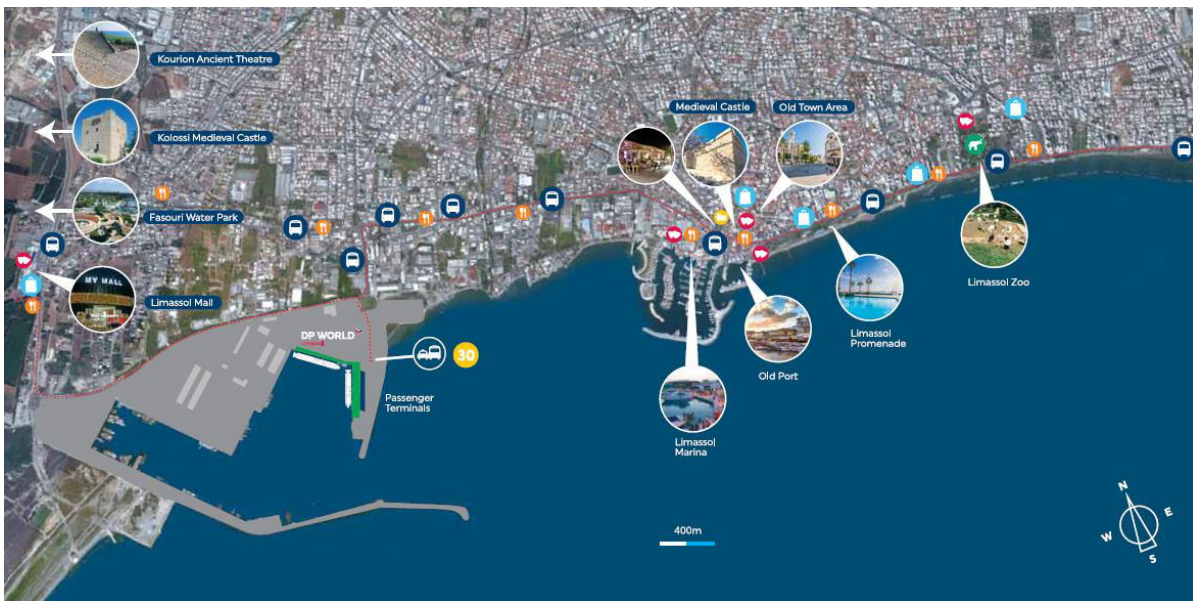 Kourion Ancient Theatre
Kolossi Medieval Castle
Medieval Castle
Old Town Area
Fasouri Water Park
MY MALL
Limassol Mall
Limassol Zoo
DP WORLD
30
Limassol
Promenade
Old Port
Passenger
Terminals
Limassol
Marina
400m
N
E
W
S